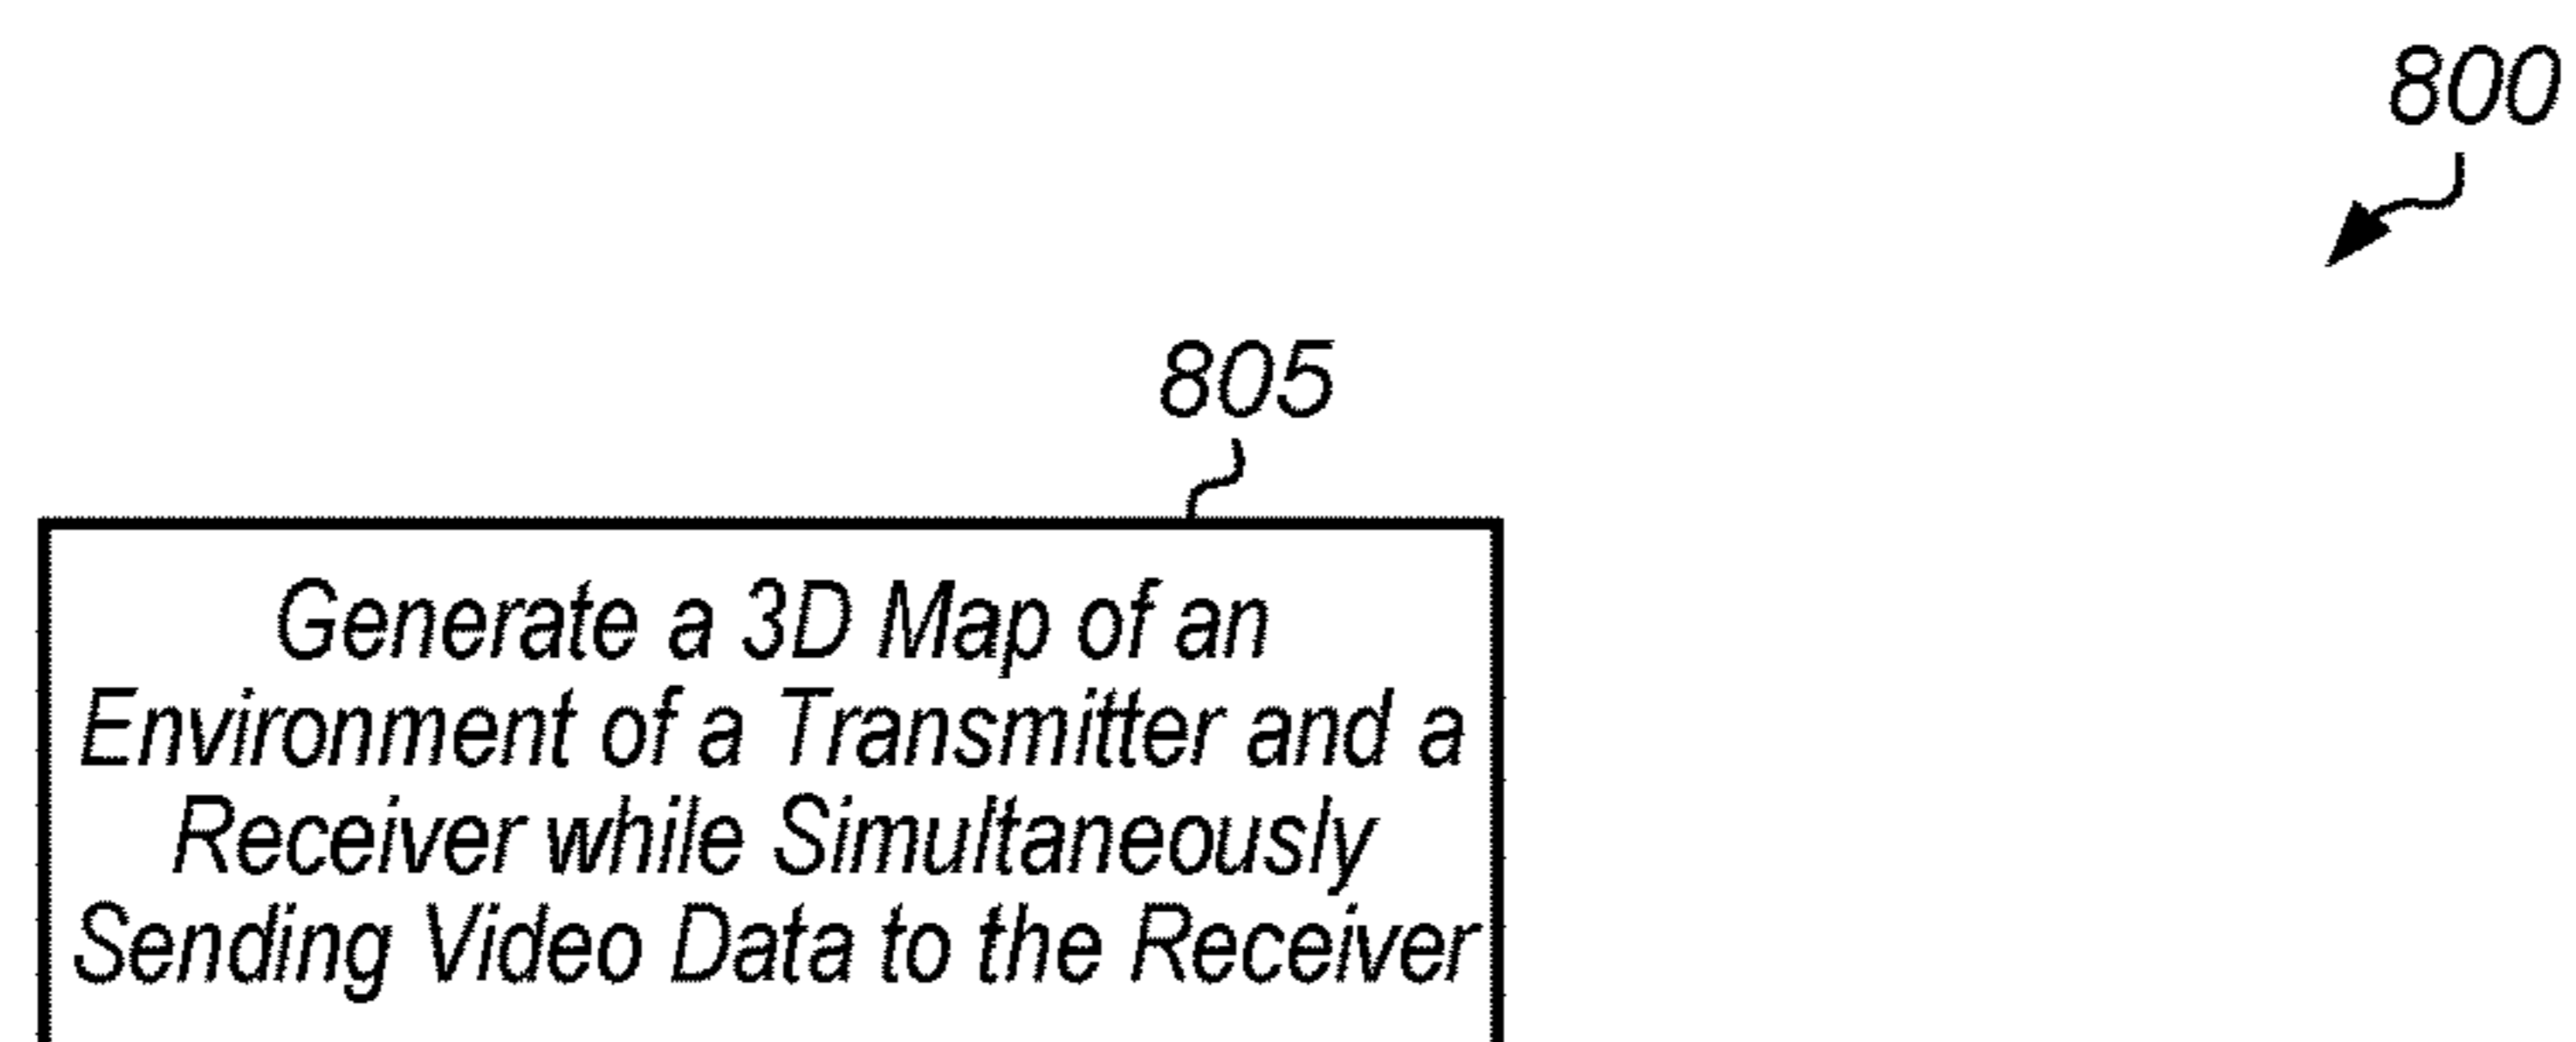 800
805
Generate a 3D Map of an
Environment of a Transmitter and a
Receiver while Simultaneously
Sending Video Data to the Receiver